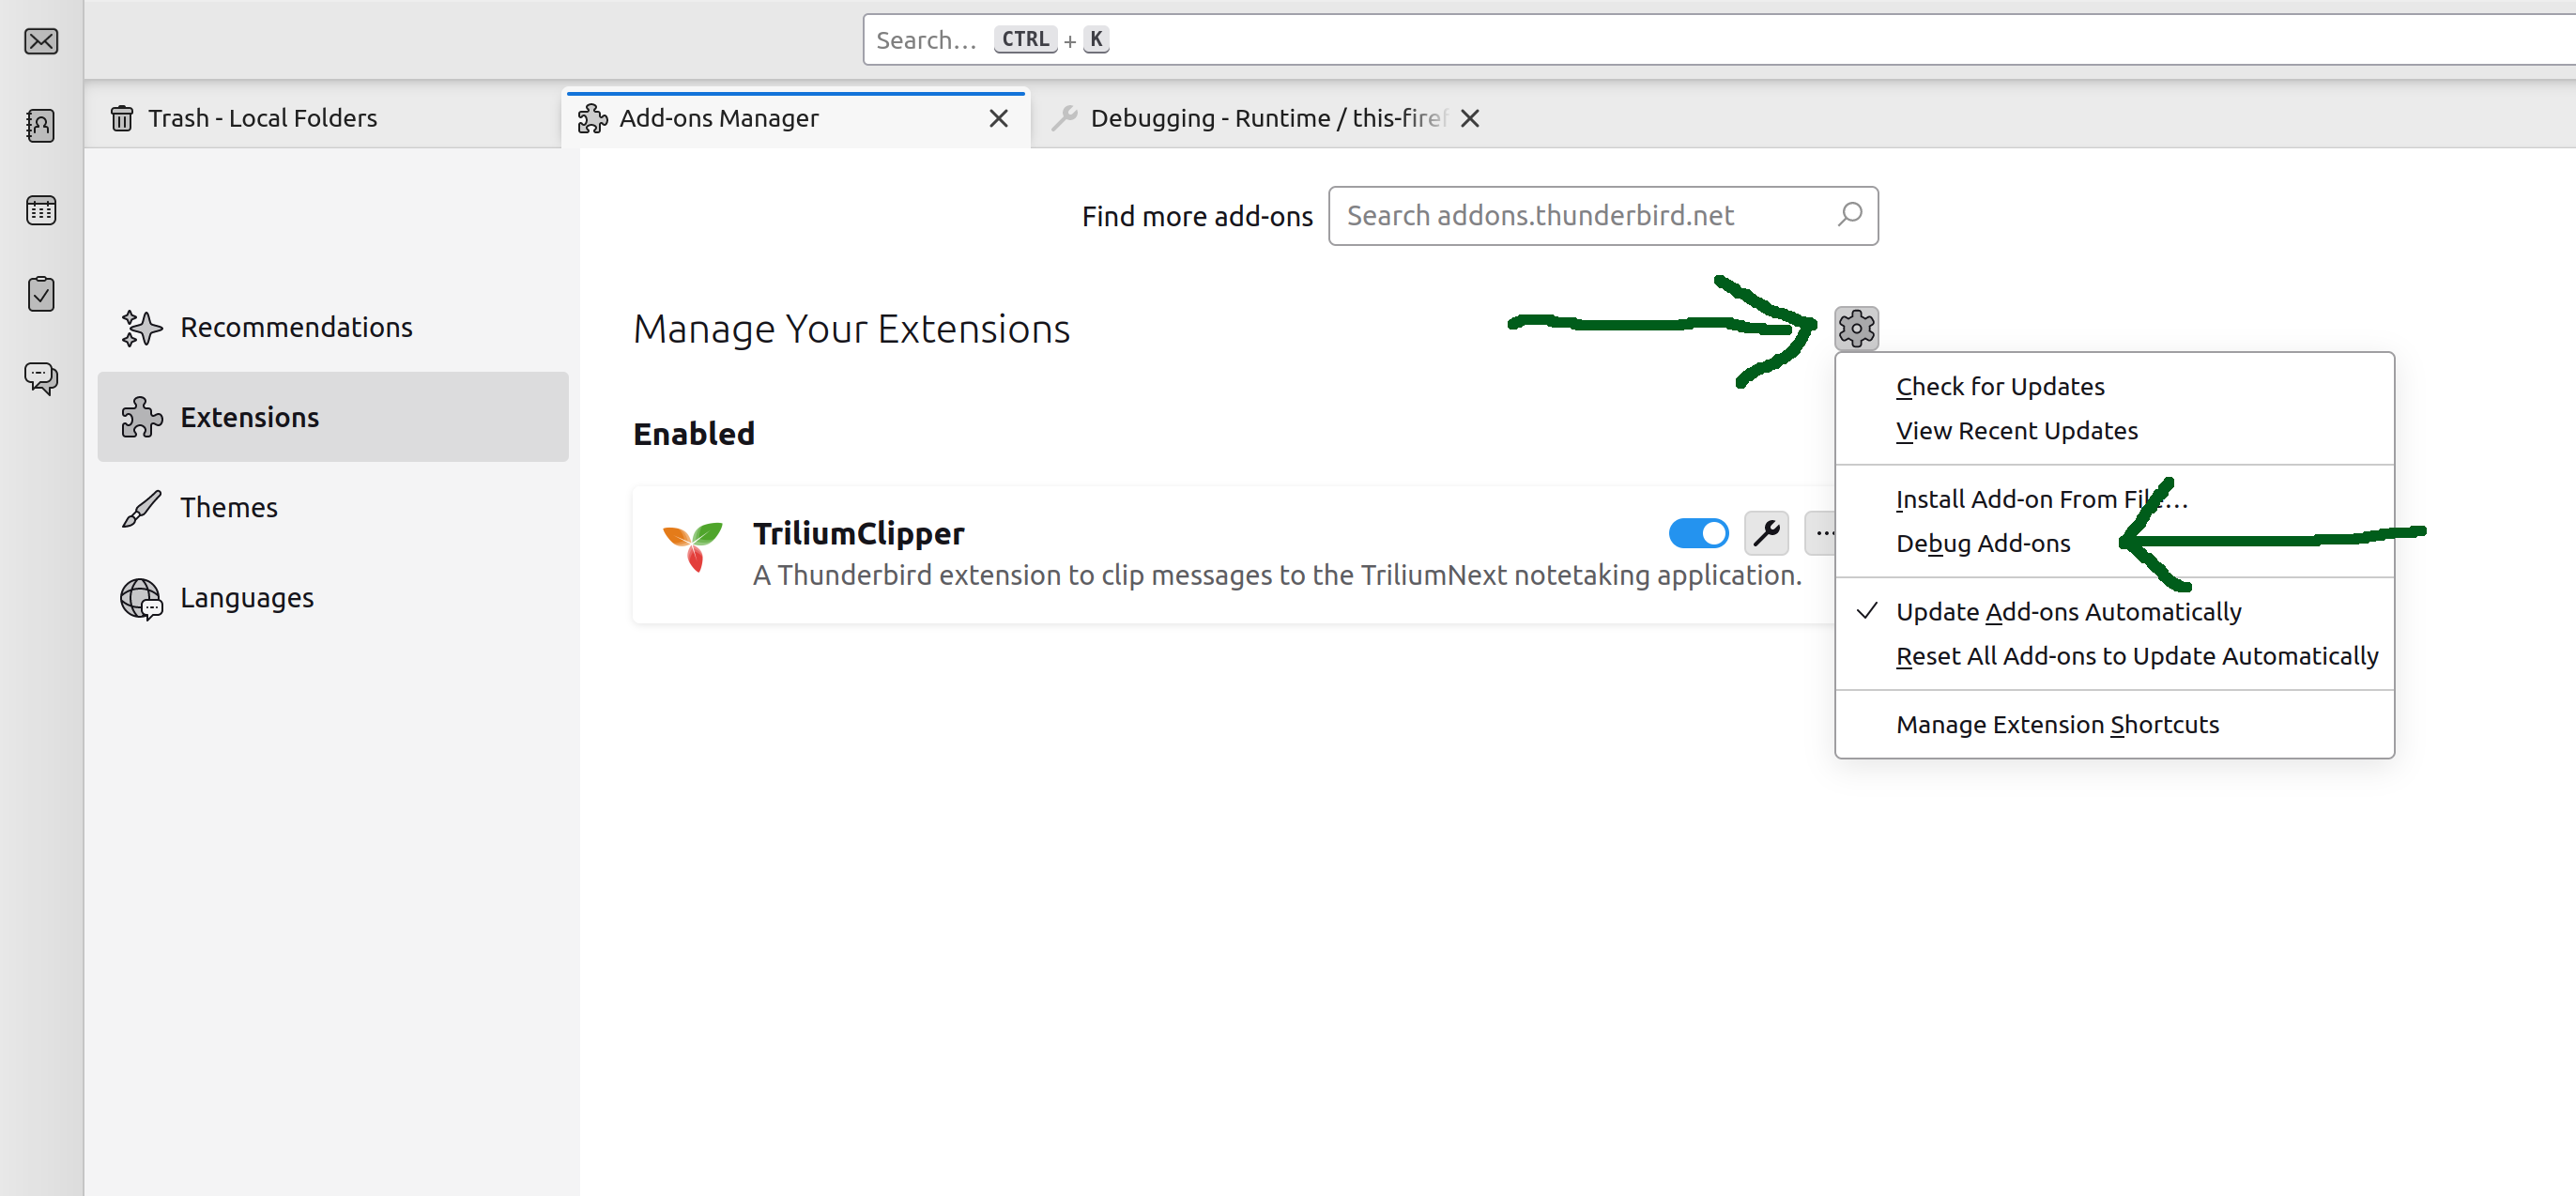 Search... CTRL + K
Trash - Local Folders
Add-ons Manager
Debugging - Runtime / this-firef
Find more add-ons
Search addons.thunderbird.net
Recommendations
Extensions
Themes
Languages
Manage Your Extensions
Enabled
TriliumClipper
A Thunderbird extension to clip messages to the TriliumNext notetaking application.
Check for Updates
View Recent Updates
Install Add-on From File...
Debug Add-ons
Update Add-ons Automatically
Reset All Add-ons to Update Automatically
Manage Extension Shortcuts